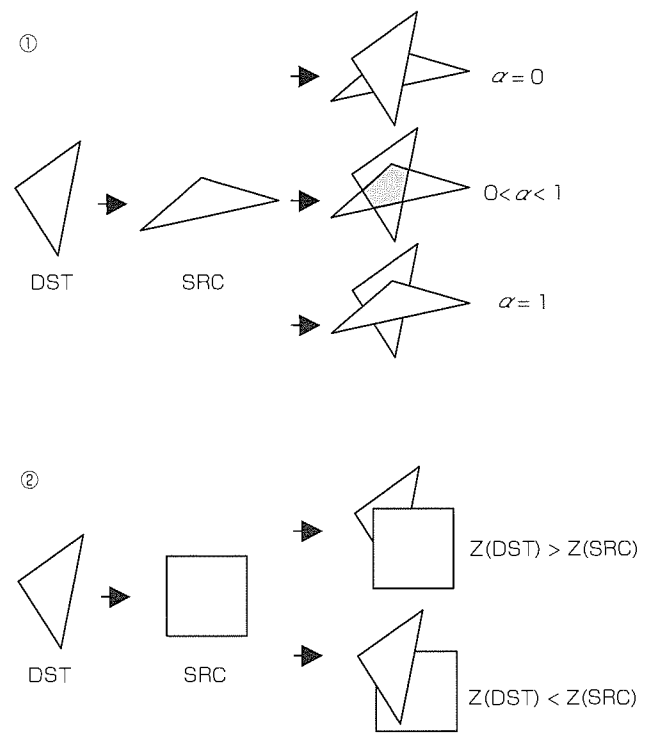 ①
α = 0
0 < α < 1
DST
SRC
α = 1
②
Z(DST) > Z(SRC)
DST
SRC
Z(DST) < Z(SRC)